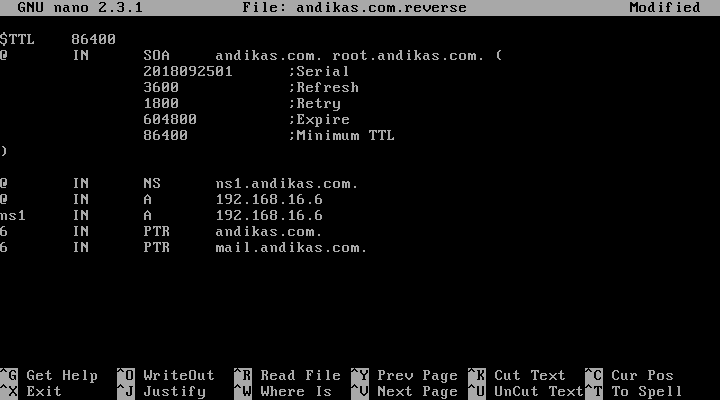 GNU nano 2.3.1 File: andikas.com.reverse Modified
$TTL 86400
@ IN SOA andikas.com. root.andikas.com. (
2018092501 ;Serial
3600 ;Refresh
1800 ;Retry
604800 ;Expire
86400 ;Minimum TTL
)
@ IN NS ns1.andikas.com.
@ IN A 192.168.16.6
ns1 IN A 192.168.16.6
6 IN PTR andikas.com.
6 IN PTR mail.andikas.com.
^G Get Help ^O WriteOut ^R Read File ^Y Prev Page ^K Cut Text ^C Cur Pos
^X Exit ^J Justify ^W Where Is ^V Next Page ^U UnCut Text ^T To Spell